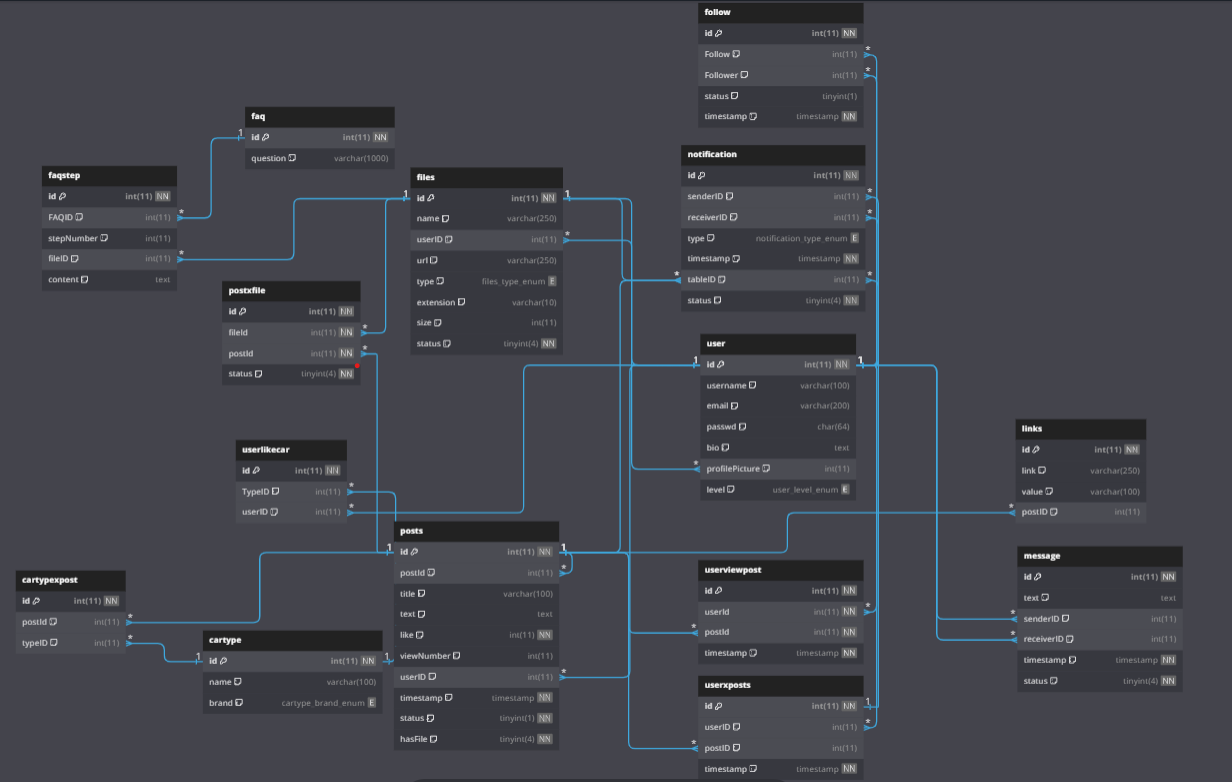 follow
id int(11) NN
Follow int(11)
Follower int(11)
status tinyint(1)
timestamp timestamp NN
faq
id int(11) NN
question varchar(1000)
notification
id int(11) NN
senderID int(11) NN
receiverID int(11) NN
type notification_type_enum E
timestamp timestamp NN
tableID int(11) NN
status tinyint(4) NN
faqstep
id int(11) NN
FAQID int(11)
stepNumber int(11)
fileID int(11)
content text
files
id int(11) NN
name varchar(250)
userID int(11)
url varchar(250)
type files_type_enum E
extension varchar(10)
size int(11)
status tinyint(4) NN
postxfile
id int(11) NN
fileId int(11) NN
postId int(11) NN
status tinyint(4) NN
user
id int(11) NN
username varchar(100)
email varchar(200)
passwd char(64)
bio text
profilePicture int(11)
level user_level_enum E
links
id int(11) NN
link varchar(250)
value varchar(100)
postID int(11)
userlikecar
id int(11) NN
TypeID int(11)
userID int(11)
posts
id int(11) NN
postId int(11)
title varchar(100)
text text
like int(11) NN
viewNumber int(11)
userID int(11)
timestamp timestamp NN
status tinyint(1) NN
hasFile tinyint(4) NN
message
id int(11) NN
text text
senderID int(11)
receiverID int(11)
timestamp timestamp NN
status tinyint(4) NN
userviewpost
id int(11) NN
userId int(11)
postId int(11)
timestamp timestamp NN
cartypexpost
id int(11) NN
postId int(11)
typeID int(11)
cartype
id int(11) NN
name varchar(100)
brand cartype_brand_enum E
userxposts
id int(11) NN
userID int(11)
postID int(11)
timestamp timestamp NN